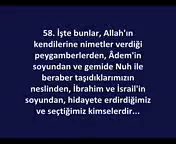 58. İşte bunlar, Allah'ın
kendilerine nimetler verdiği
peygamberlerden, Âdem'in
soyundan ve gemide Nuh ile
beraber taşıdıklarımızın
neslinden, İbrahim ve İsrail'in
soyundan, hidayete erdirdiğimiz
ve seçtiğimiz kimselerdir...